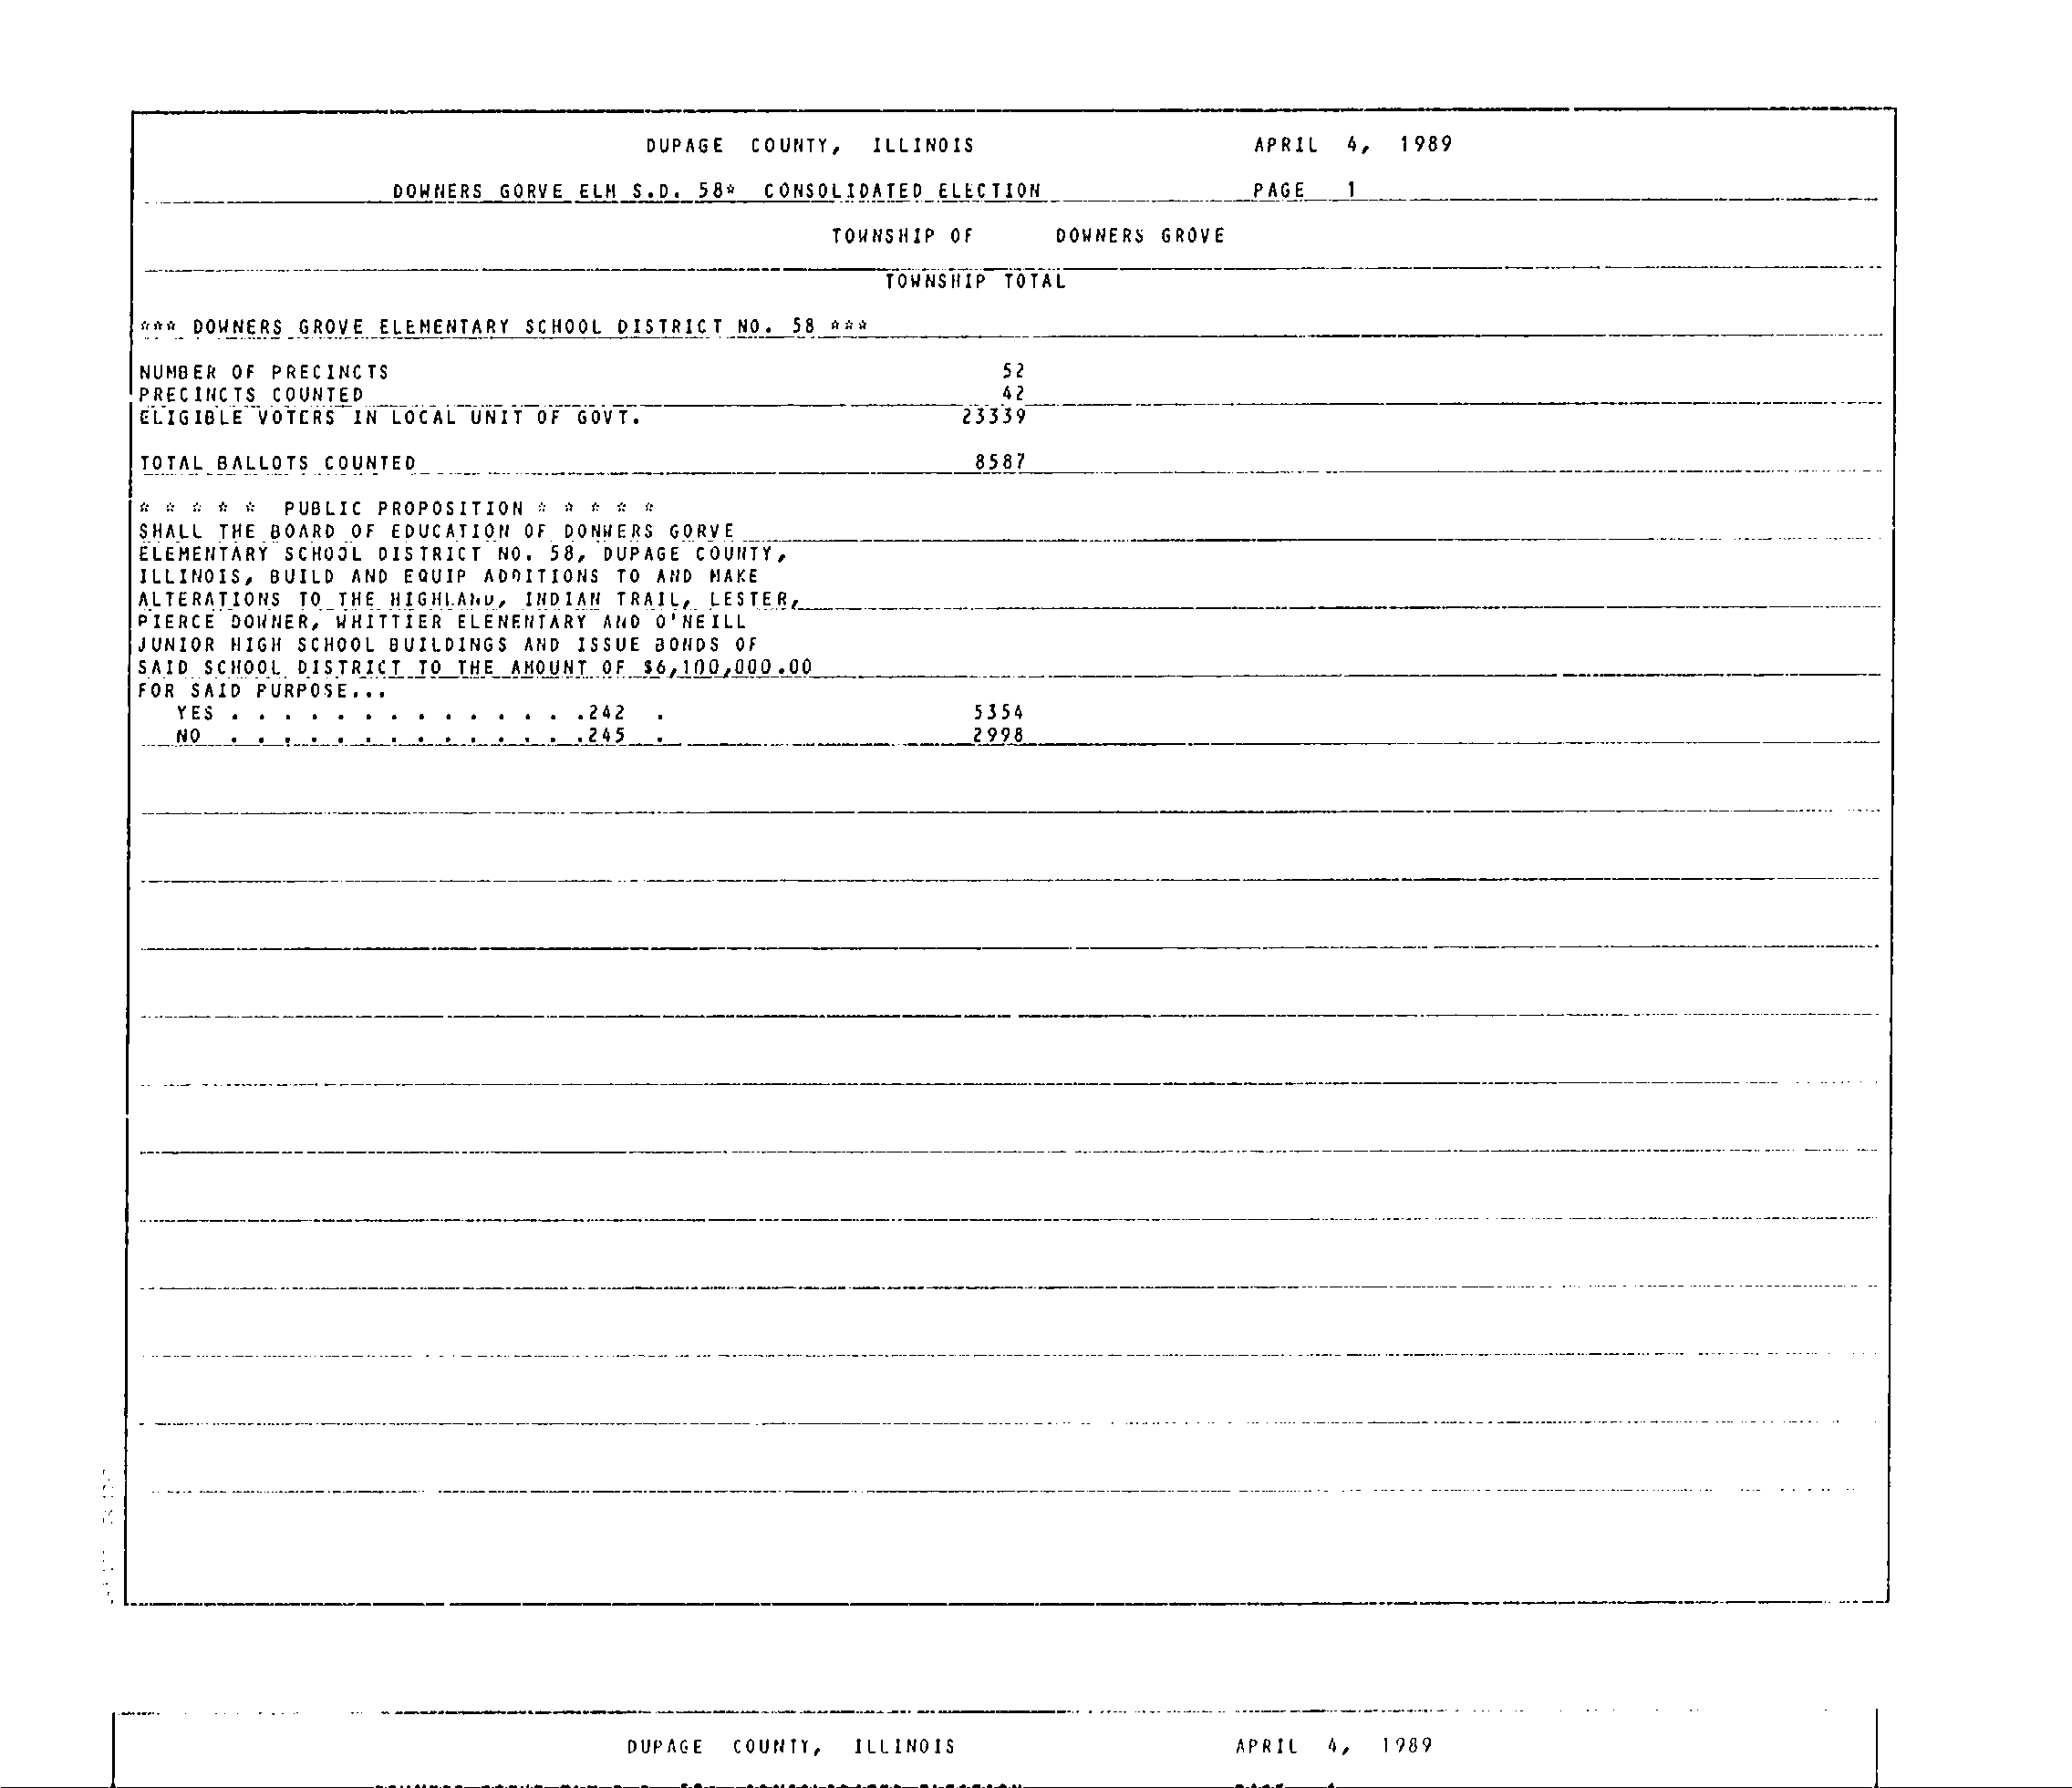 DUPAGE COUNTY, ILLINOIS APRIL 4, 1989
DOWNERS GORVE ELM S.D. 58* CONSOLIDATED ELECTION PAGE 1
TOWNSHIP OF DOWNERS GROVE
TOWNSHIP TOTAL
*** DOWNERS GROVE ELEMENTARY SCHOOL DISTRICT NO. 58 ***
NUMBER OF PRECINCTS 52
PRECINCTS COUNTED 42
ELIGIBLE VOTERS IN LOCAL UNIT OF GOVT. 23339
TOTAL BALLOTS COUNTED 8587
* * * * * PUBLIC PROPOSITION * * * * *
SHALL THE BOARD OF EDUCATION OF DONWERS GORVE
ELEMENTARY SCHOOL DISTRICT NO. 58, DUPAGE COUNTY,
ILLINOIS, BUILD AND EQUIP ADDITIONS TO AND MAKE
ALTERATIONS TO THE HIGHLAND, INDIAN TRAIL, LESTER,
PIERCE DOWNER, WHITTIER ELENENTARY AND O'NEILL
JUNIOR HIGH SCHOOL BUILDINGS AND ISSUE BONDS OF
SAID SCHOOL DISTRICT TO THE AMOUNT OF $6,100,000.00
FOR SAID PURPOSE...
YES . . . . . . . . . . . . . .242 . 5354
NO . . . . . . . . . . . . . .245 . 2998
DUPAGE COUNTY, ILLINOIS APRIL 4, 1989